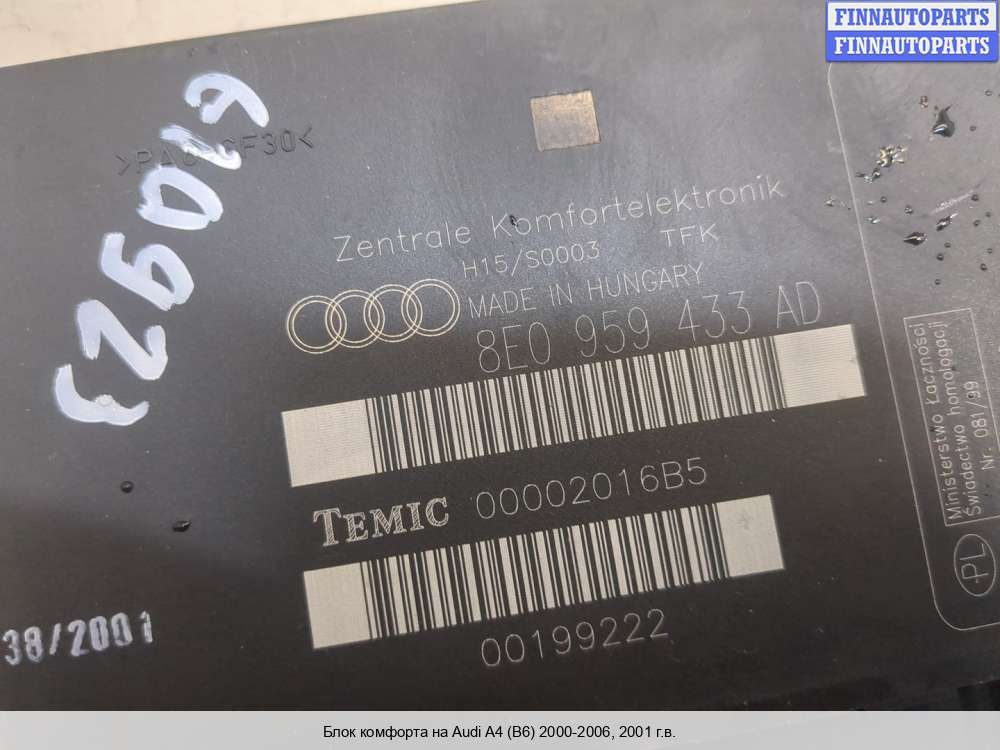 FINNAUTOPARTS
FINNAUTOPARTS
Zentrale Komfortelektronik
H15/S0003 TFK
MADE IN HUNGARY
8E0 959 433 AD
TEMIC 00002016B5
00199222
38/2001
Ministerstwo Łączności
Świadectwo homologacji
Nr. 081/99
PL
Блок комфорта на Audi A4 (B6) 2000-2006, 2001 г.в.